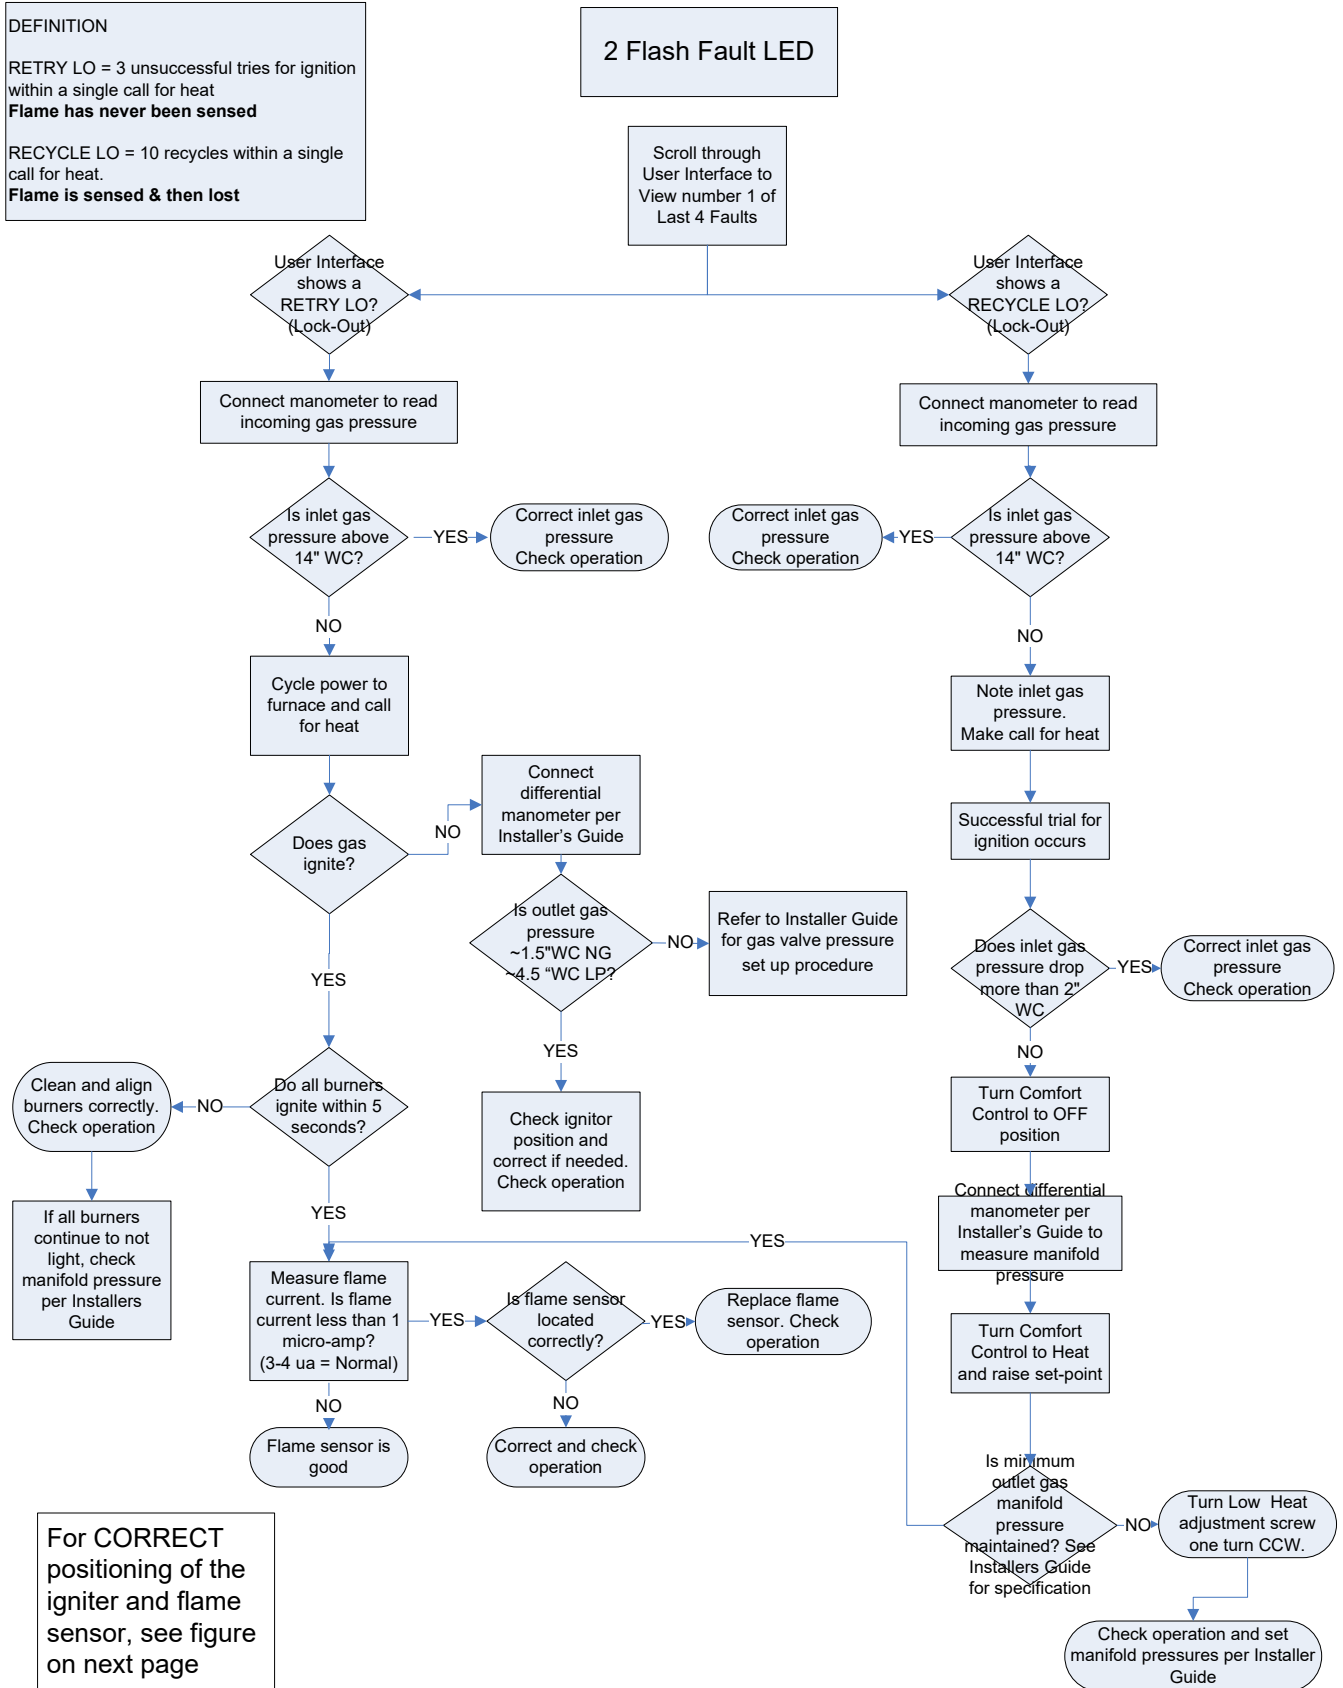 DEFINITION
RETRY LO = 3 unsuccessful tries for ignition
within a single call for heat
Flame has never been sensed
RECYCLE LO = 10 recycles within a single
call for heat.
Flame is sensed & then lost
2 Flash Fault LED
Scroll through
User Interface to
View number 1 of
Last 4 Faults
User Interface
shows a
RETRY LO?
(Lock-Out)
User Interface
shows a
RECYCLE LO?
(Lock-Out)
Connect manometer to read
incoming gas pressure
Connect manometer to read
incoming gas pressure
Is inlet gas
pressure above
14" WC?
YES
Correct inlet gas
pressure
Check operation
Correct inlet gas
pressure
Check operation
YES
Is inlet gas
pressure above
14" WC?
NO
NO
Cycle power to
furnace and call
for heat
Note inlet gas
pressure.
Make call for heat
Connect
differential
manometer per
Installer's Guide
Successful trial for
ignition occurs
Does gas
ignite?
NO
Is outlet gas
pressure
~1.5"WC NG
~4.5 “WC LP?
NO
Refer to Installer Guide
for gas valve pressure
set up procedure
Does inlet gas
pressure drop
more than 2"
WC
YES
Correct inlet gas
pressure
Check operation
YES
YES
NO
Clean and align
burners correctly.
Check operation
NO
Do all burners
ignite within 5
seconds?
Check ignitor
position and
correct if needed.
Check operation
Turn Comfort
Control to OFF
position
If all burners
continue to not
light, check
manifold pressure
per Installers
Guide
YES
Connect differential
manometer per
Installer's Guide to
measure manifold
pressure
YES
Measure flame
current. Is flame
current less than 1
micro-amp?
(3-4 ua = Normal)
YES
Is flame sensor
located
correctly?
YES
Replace flame
sensor. Check
operation
Turn Comfort
Control to Heat
and raise set-point
NO
NO
Flame sensor is
good
Correct and check
operation
Is minimum
outlet gas
manifold
pressure
maintained? See
Installers Guide
for specification
NO
Turn Low  Heat
adjustment screw
one turn CCW.
For CORRECT
positioning of the
igniter and flame
sensor, see figure
on next page
Check operation and set
manifold pressures per Installer
Guide